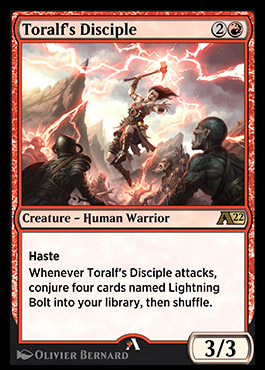 Toralf's Disciple 2
Creature – Human Warrior A22
Haste
Whenever Toralf's Disciple attacks,
conjure four cards named Lightning
Bolt into your library, then shuffle.
3/3
Olivier Bernard